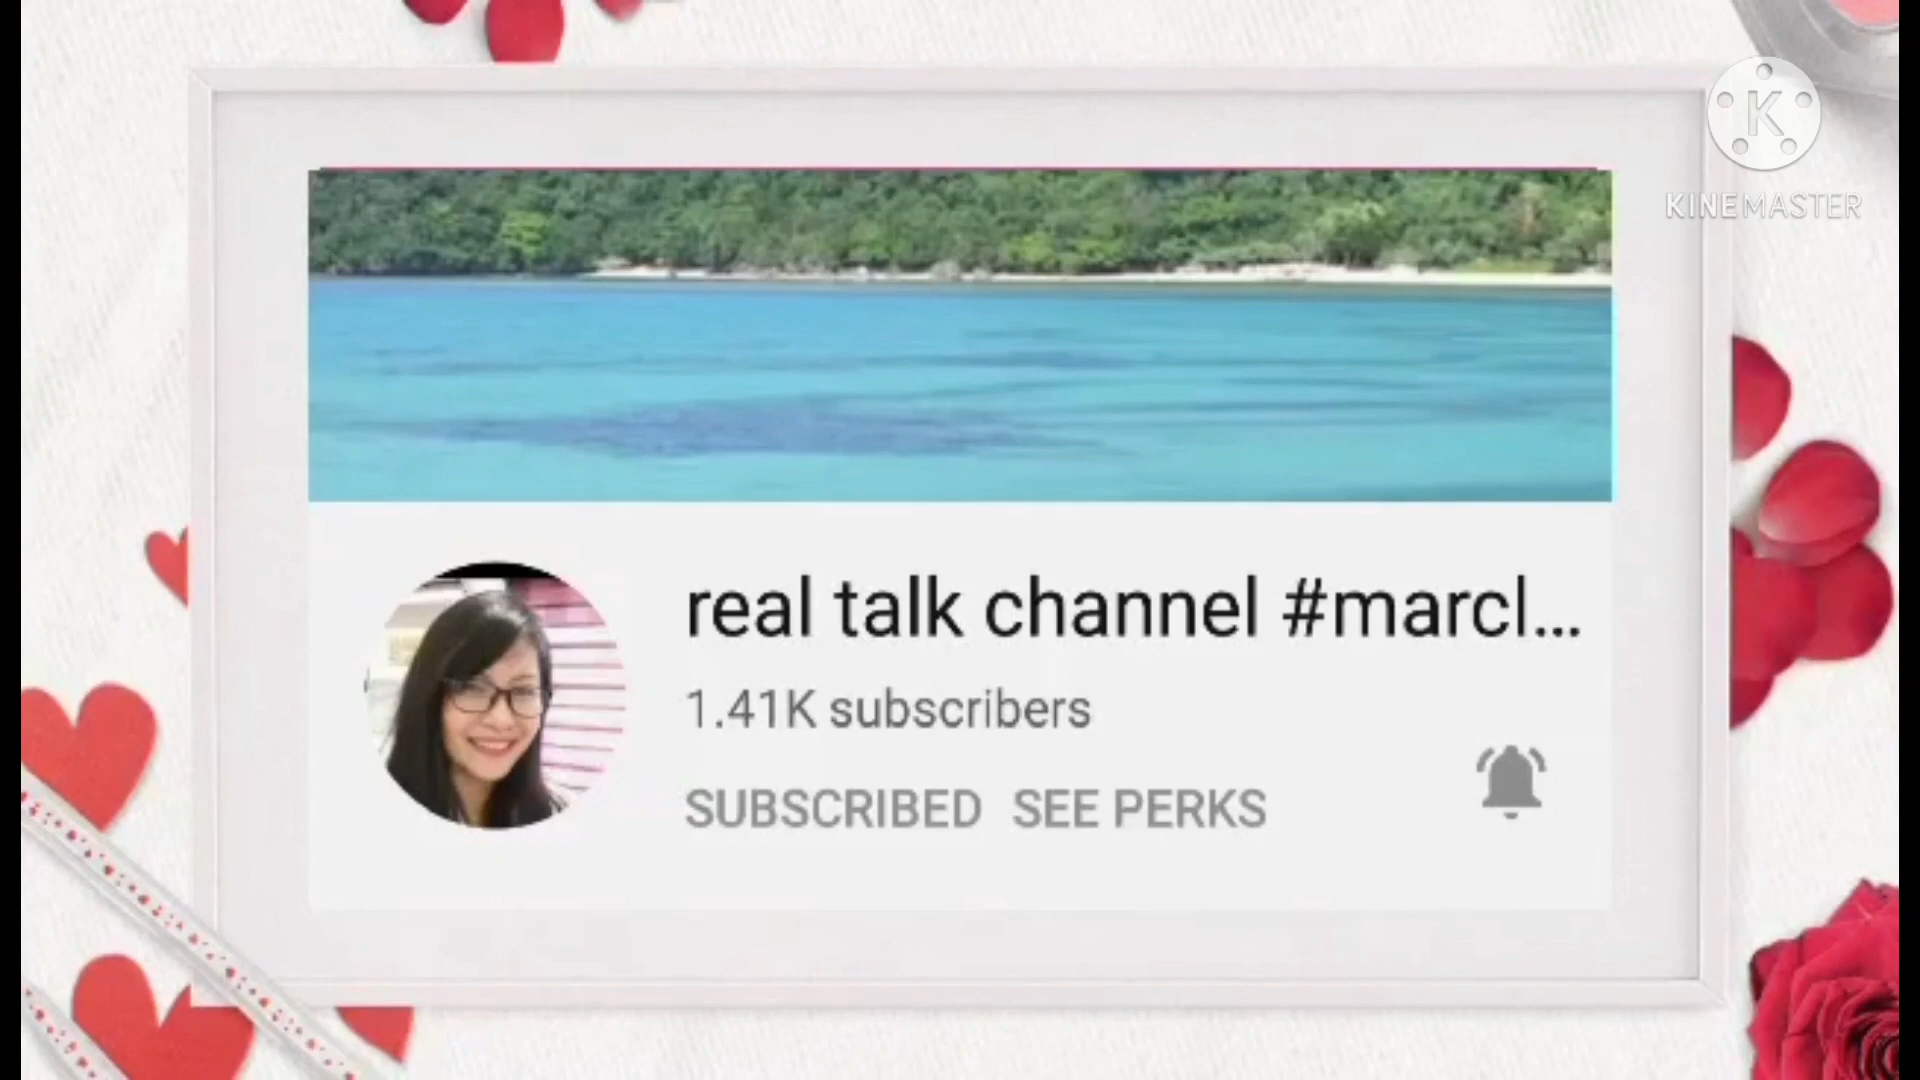 K
KINEMASTER
real talk channel #marcl...
1.41K subscribers
SUBSCRIBED SEE PERKS